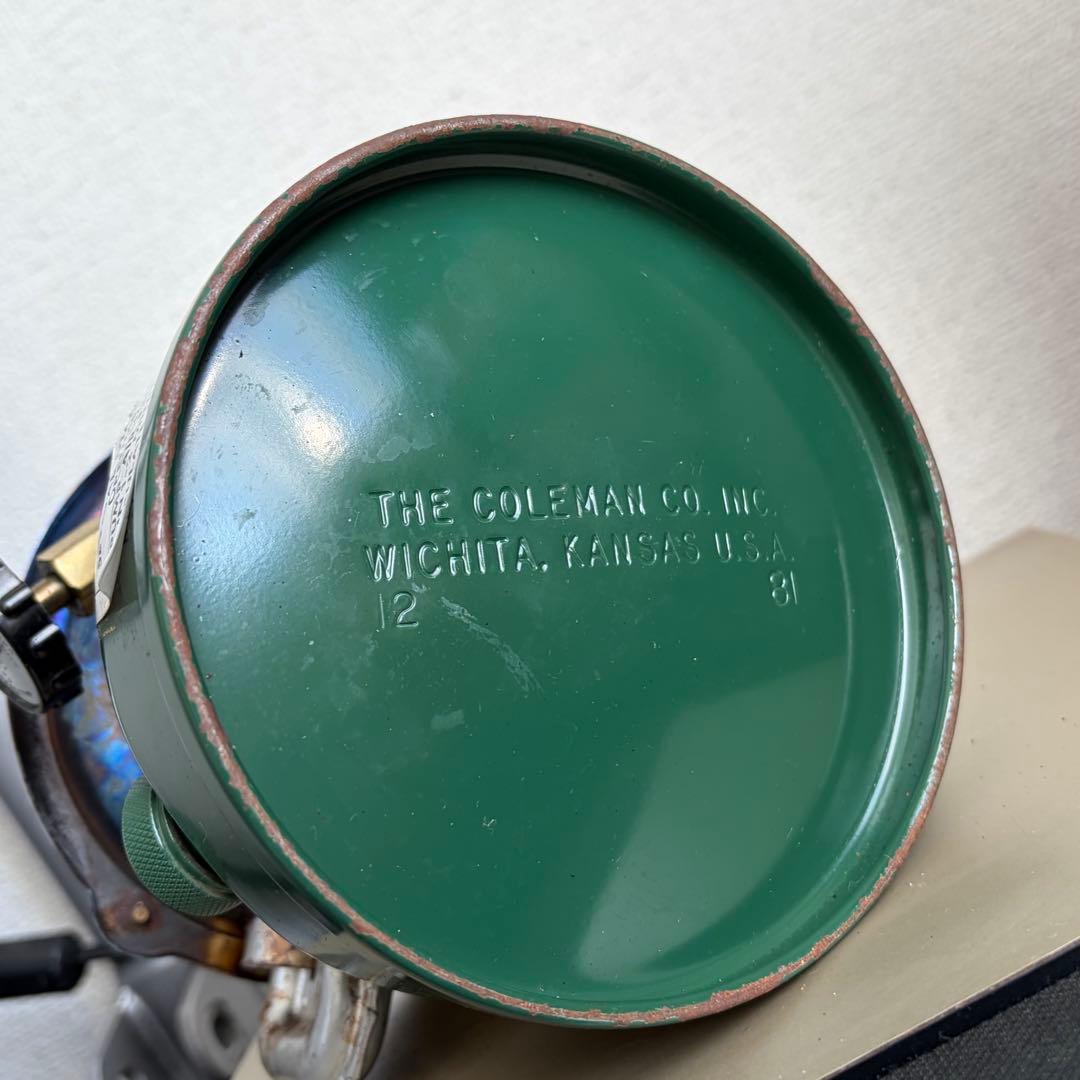 THE COLEMAN CO. INC.
WICHITA, KANSAS U.S.A.
12 81